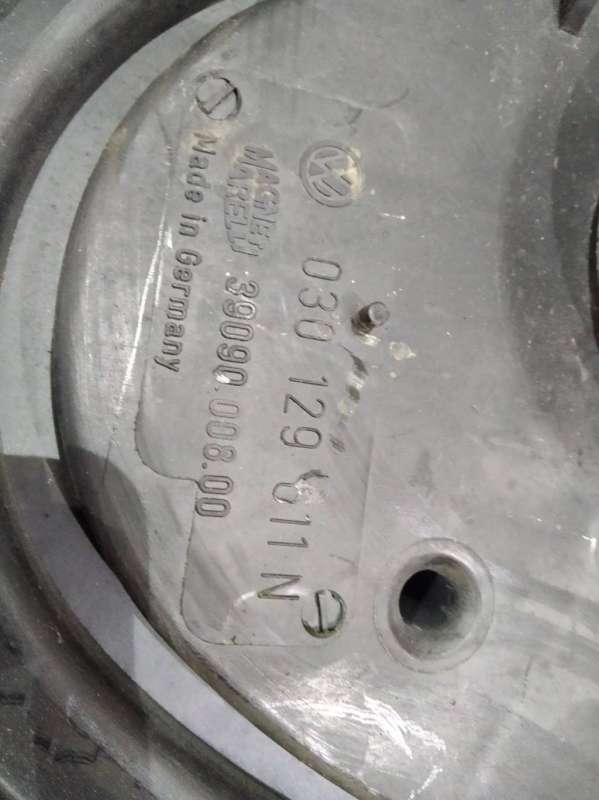 030 129 611 N
MAGNETI
MARELLI 39090.008.00
Made in Germany